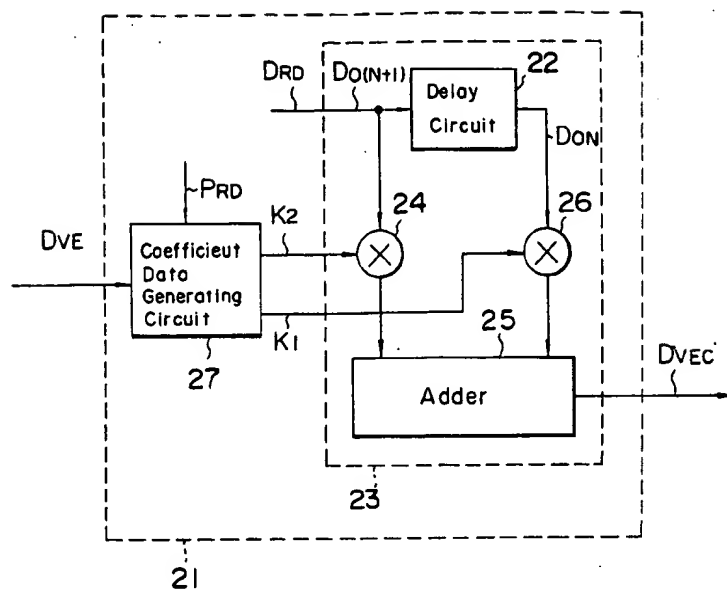 DRD
DO(N+1)
22
Delay
Circuit
DON
PRD
24
26
K2
DVE
Coefficieut
Data
Generating
Circuit
K1
27
25
Adder
DVEC
23
21